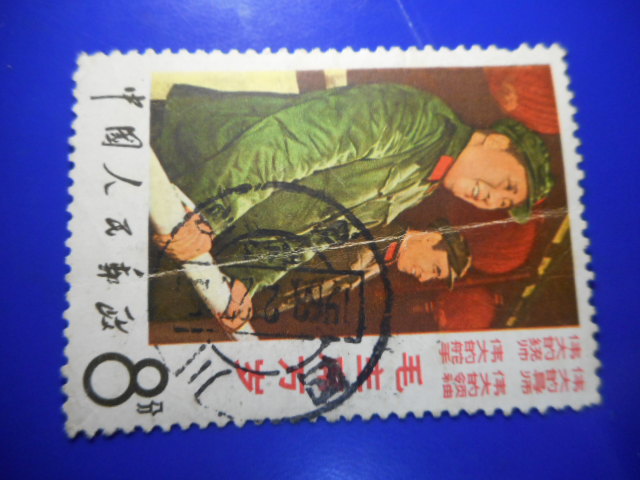 伟大的导师 伟大的领袖
伟大的统帅 伟大的舵手
毛主席万岁
中国人民邮政
8分